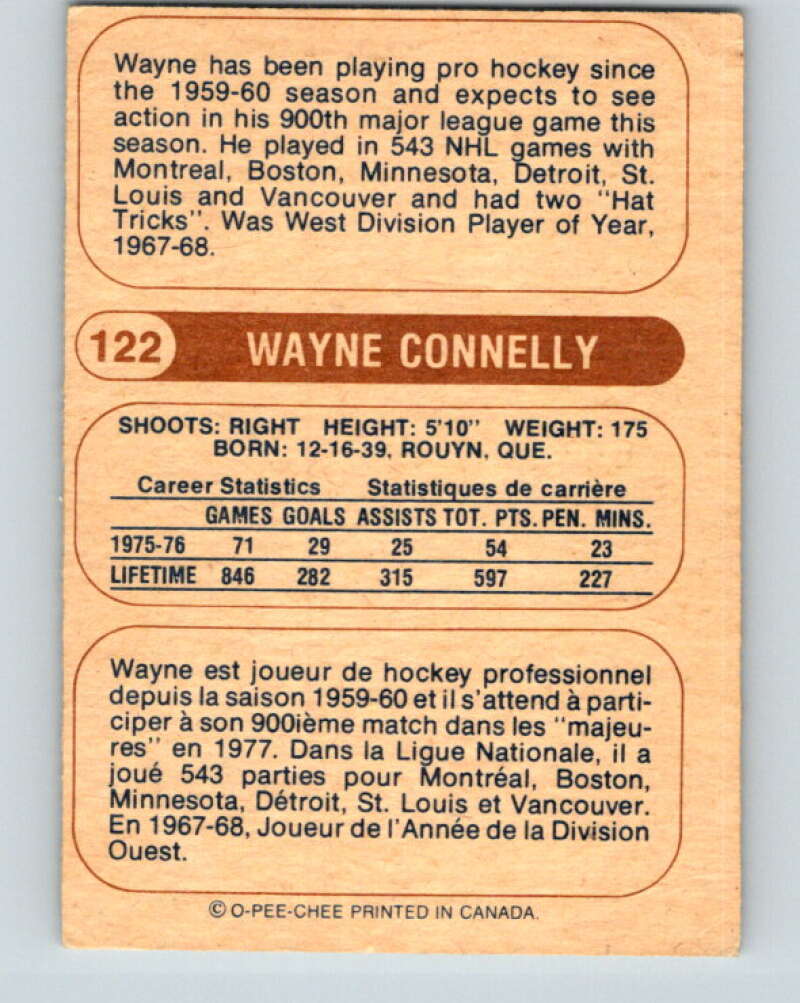 Wayne has been playing pro hockey since
the 1959-60 season and expects to see
action in his 900th major league game this
season. He played in 543 NHL games with
Montreal, Boston, Minnesota, Detroit, St.
Louis and Vancouver and had two "Hat
Tricks". Was West Division Player of Year,
1967-68.
122 WAYNE CONNELLY
SHOOTS: RIGHT HEIGHT: 5'10" WEIGHT: 175
BORN: 12-16-39, ROUYN, QUE.
Career Statistics Statistiques de carrière
GAMES GOALS ASSISTS TOT. PTS. PEN. MINS.
1975-76 71 29 25 54 23
LIFETIME 846 282 315 597 227
Wayne est joueur de hockey professionnel
depuis la saison 1959-60 et il s'attend à parti-
ciper à son 900ième match dans les "majeu-
res" en 1977. Dans la Ligue Nationale, il a
joué 543 parties pour Montréal, Boston,
Minnesota, Détroit, St. Louis et Vancouver.
En 1967-68, Joueur de l'Année de la Division
Ouest.
© O-PEE-CHEE PRINTED IN CANADA.